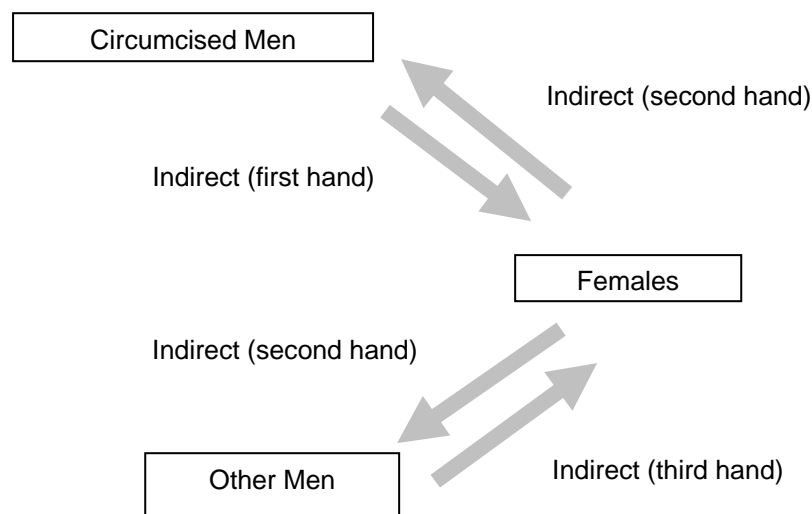 Circumcised Men
Indirect (second hand)
Indirect (first hand)
Females
Indirect (second hand)
Indirect (third hand)
Other Men